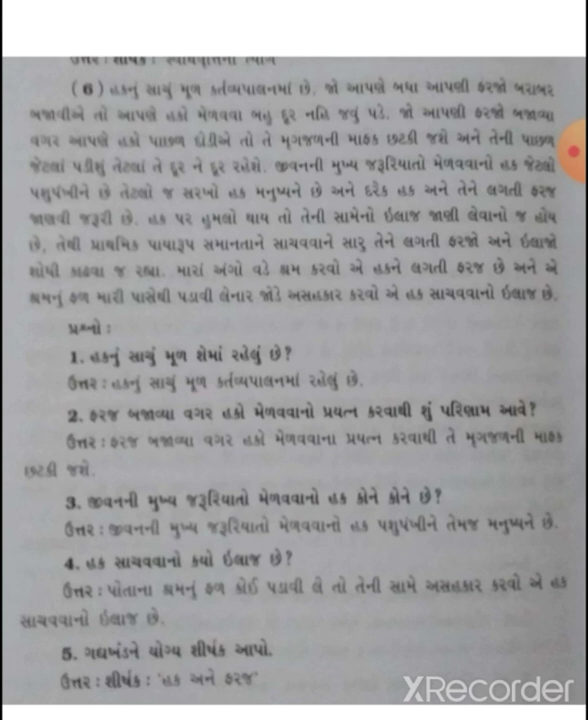 ઉત્તર : શીર્ષક : સ્વાધ્યવૃત્તિનો ત્યાગ
(6) હકનું સાચું મૂળ કર્તવ્યપાલનમાં છે. જો આપણે બધા આપણી ફરજો બરાબર
બજાવીએ તો આપણે હકો મેળવવા બહુ દૂર નહિ જવું પડે. જો આપણી ફરજો બજાવ્યા
વગર આપણે હકો પાછળ દોડીએ તો તે મૃગજળની માફક છટકી જશે અને તેની પાછળ
જેટલાં પડીશું તેટલાં તે દૂર ને દૂર રહેશે. જીવનની મુખ્ય જરૂરિયાતો મેળવવાનો હક જેટલો
પશુપંખીને છે તેટલો જ સરખો હક મનુષ્યને છે અને દરેક હક અને તેને લગતી ફરજ
જાણવી જરૂરી છે. હક પર હુમલો થાય તો તેની સામેનો ઇલાજ જાણી લેવાનો જ હોય
છે, તેથી પ્રાથમિક પાયારૂપ સમાનતાને સાચવવાને સારુ તેને લગતી ફરજો અને ઇલાજો
શોધી કાઢવા જ રહ્યા. મારાં અંગો વડે શ્રમ કરવો એ હકને લગતી ફરજ છે અને એ
શ્રમનું ફળ મારી પાસેથી પડાવી લેનાર જોડે અસહકાર કરવો એ હક સાચવવાનો ઇલાજ છે.
પ્રશ્નો :
1. હકનું સાચું મૂળ શેમાં રહેલું છે?
ઉત્તર : હકનું સાચું મૂળ કર્તવ્યપાલનમાં રહેલું છે.
2. ફરજ બજાવ્યા વગર હકો મેળવવાનો પ્રયત્ન કરવાથી શું પરિણામ આવે?
ઉત્તર : ફરજ બજાવ્યા વગર હકો મેળવવાના પ્રયત્ન કરવાથી તે મૃગજળની માફક
છટકી જશે.
3. જીવનની મુખ્ય જરૂરિયાતો મેળવવાનો હક કોને કોને છે?
ઉત્તર : જીવનની મુખ્ય જરૂરિયાતો મેળવવાનો હક પશુપંખીને તેમજ મનુષ્યને છે.
4. હક સાચવવાનો કયો ઇલાજ છે?
ઉત્તર : પોતાના શ્રમનું ફળ કોઈ પડાવી લે તો તેની સામે અસહકાર કરવો એ હક
સાચવવાનો ઇલાજ છે.
5. ગદ્યખંડને યોગ્ય શીર્ષક આપો.
ઉત્તર : શીર્ષક : 'હક અને ફરજ'
XRecorder